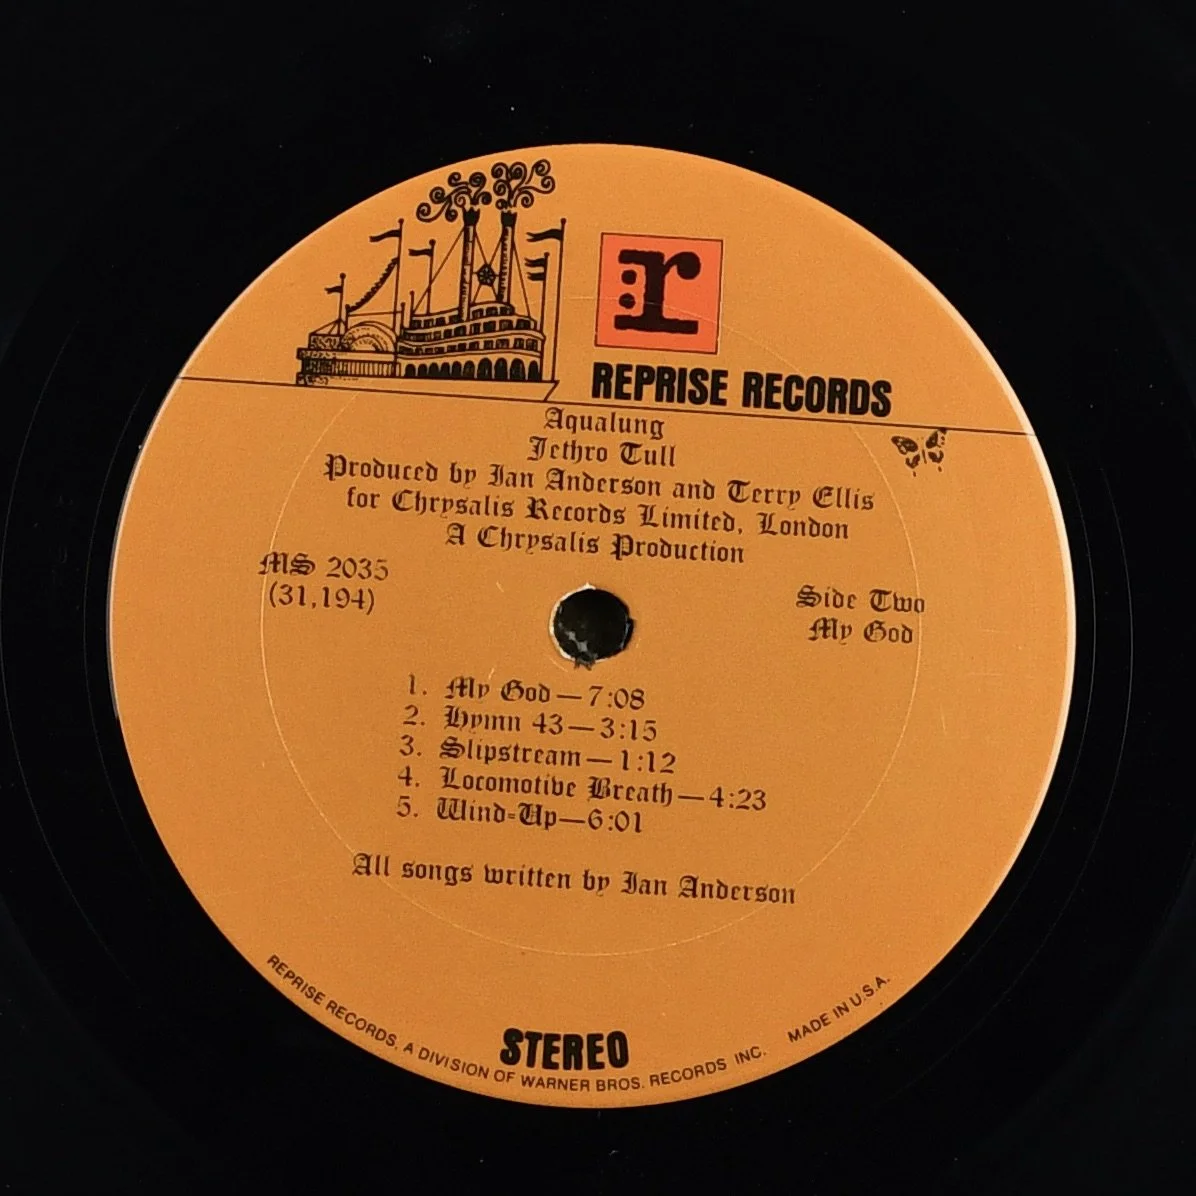 r
REPRISE RECORDS
Aqualung
Jethro Tull
Produced by Ian Anderson and Terry Ellis
for Chrysalis Records Limited, London
A Chrysalis Production
MS 2035
(31,194)
Side Two
My God
1. My God—7:08
2. Hymn 43—3:15
3. Slipstream—1:12
4. Locomotive Breath—4:23
5. Wind-Up—6:01
All songs written by Ian Anderson
STEREO
REPRISE RECORDS, A DIVISION OF WARNER BROS. RECORDS INC. MADE IN U.S.A.